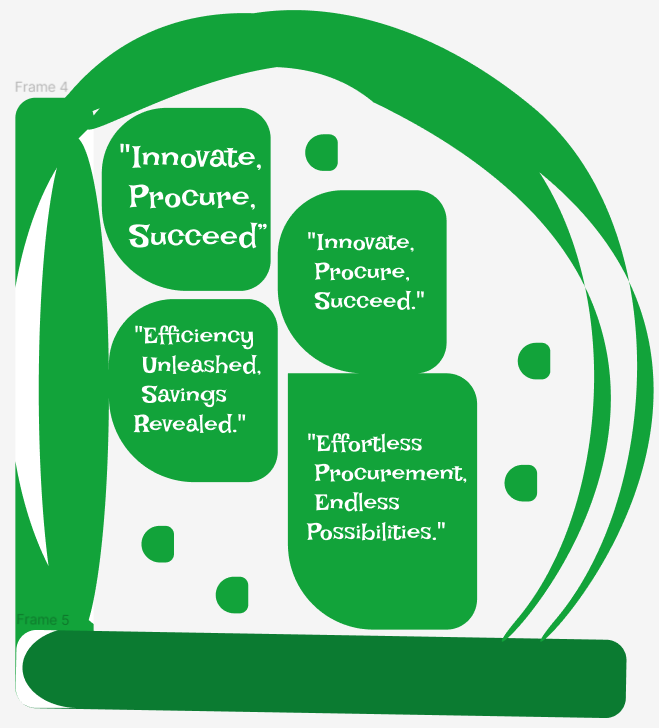 Frame 4
"Innovate,
Procure,
Succeed"
"Innovate,
Procure,
Succeed."
"Efficiency
Unleashed,
Savings
Revealed."
"Effortless
Procurement,
Endless
Possibilities."
Frame 5